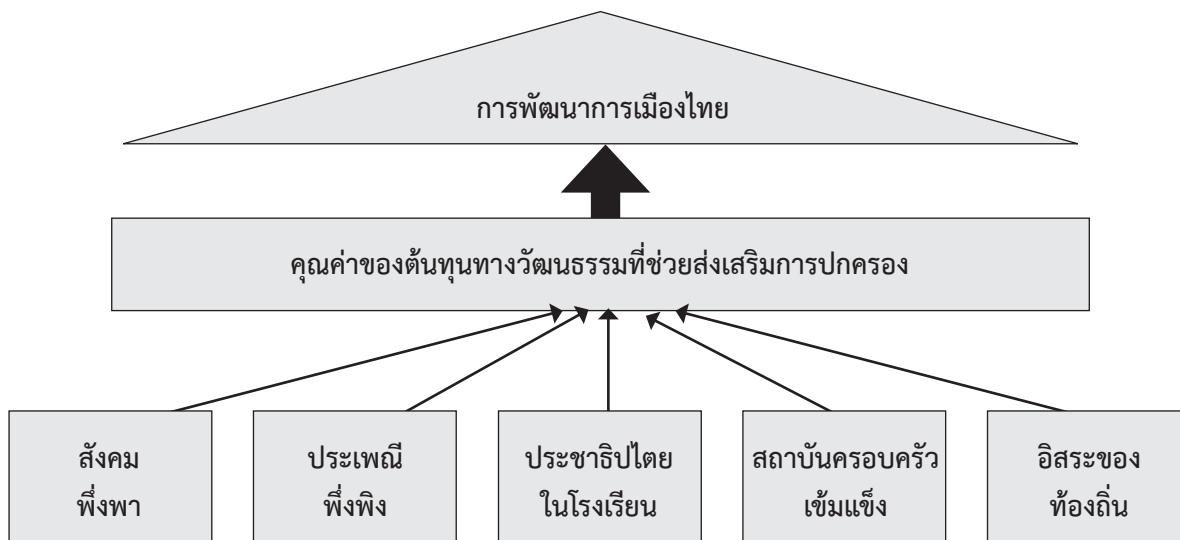 การพัฒนาการเมืองไทย
คุณค่าของต้นทุนทางวัฒนธรรมที่ช่วยส่งเสริมการปกครอง
สังคม
พึ่งพา
ประเพณี
พึ่งพิง
ประชาธิปไตย
ในโรงเรียน
สถาบันครอบครัว
เข้มแข็ง
อิสระของ
ท้องถิ่น